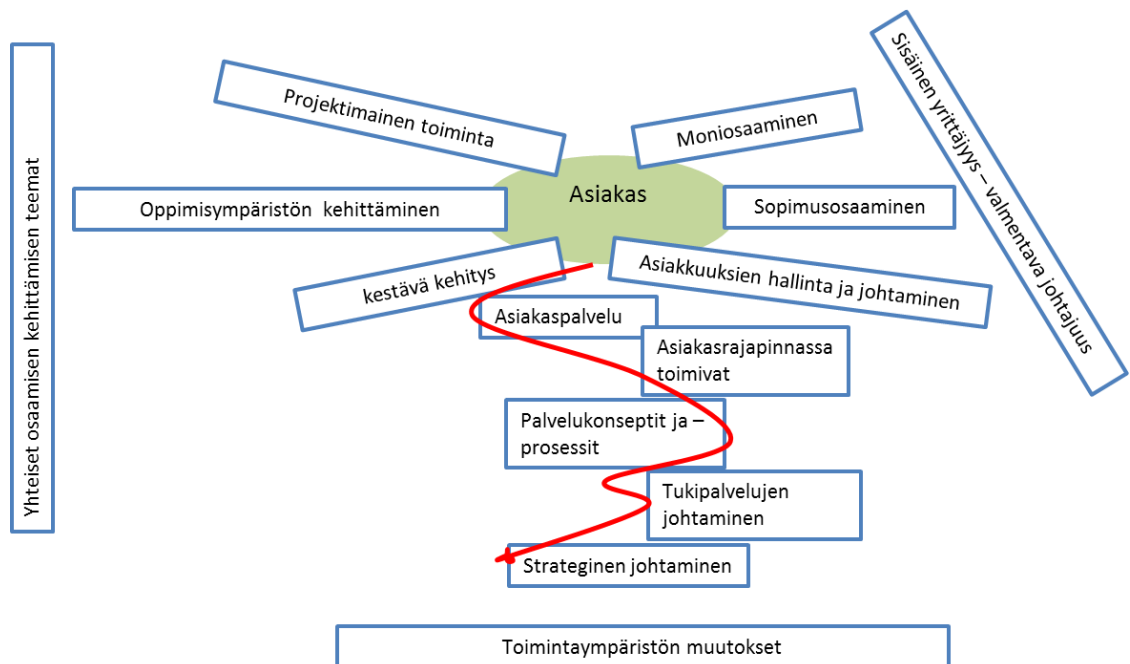 Yhteiset osaamisen kehittämisen teemat
Projektimainen toiminta
Moniosaaminen
Sisäinen yrittäjyys – valmentava johtajuus
Asiakas
Oppimisympäristön kehittäminen
Sopimusosaaminen
kestävä kehitys
Asiakkuuksien hallinta ja johtaminen
Asiakaspalvelu
Asiakasrajapinnassa
toimivat
Palvelukonseptit ja –
prosessit
Tukipalvelujen
johtaminen
Strateginen johtaminen
Toimintaympäristön muutokset